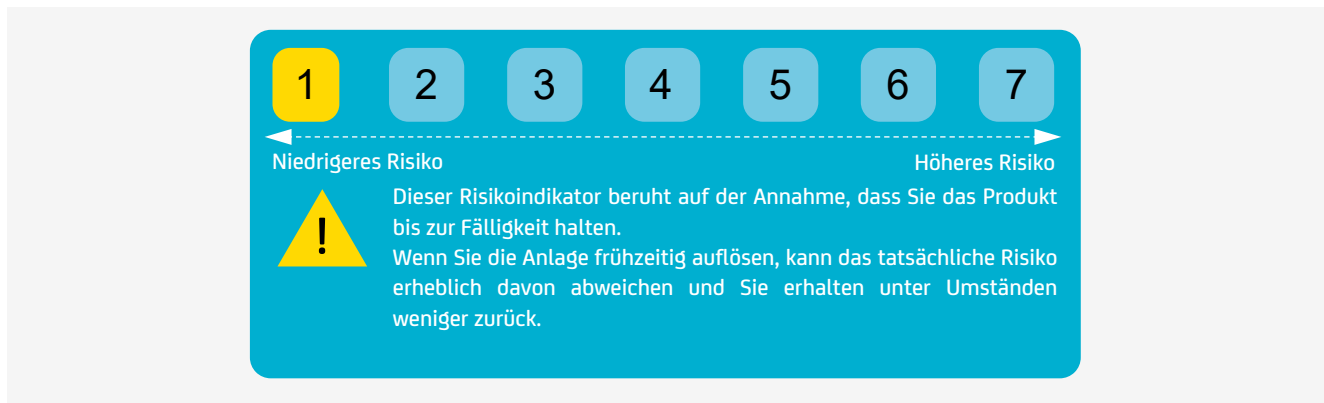 1 2 3 4 5 6 7
Niedrigeres Risiko Höheres Risiko
!
Dieser Risikoindikator beruht auf der Annahme, dass Sie das Produkt
bis zur Fälligkeit halten.
Wenn Sie die Anlage frühzeitig auflösen, kann das tatsächliche Risiko
erheblich davon abweichen und Sie erhalten unter Umständen
weniger zurück.